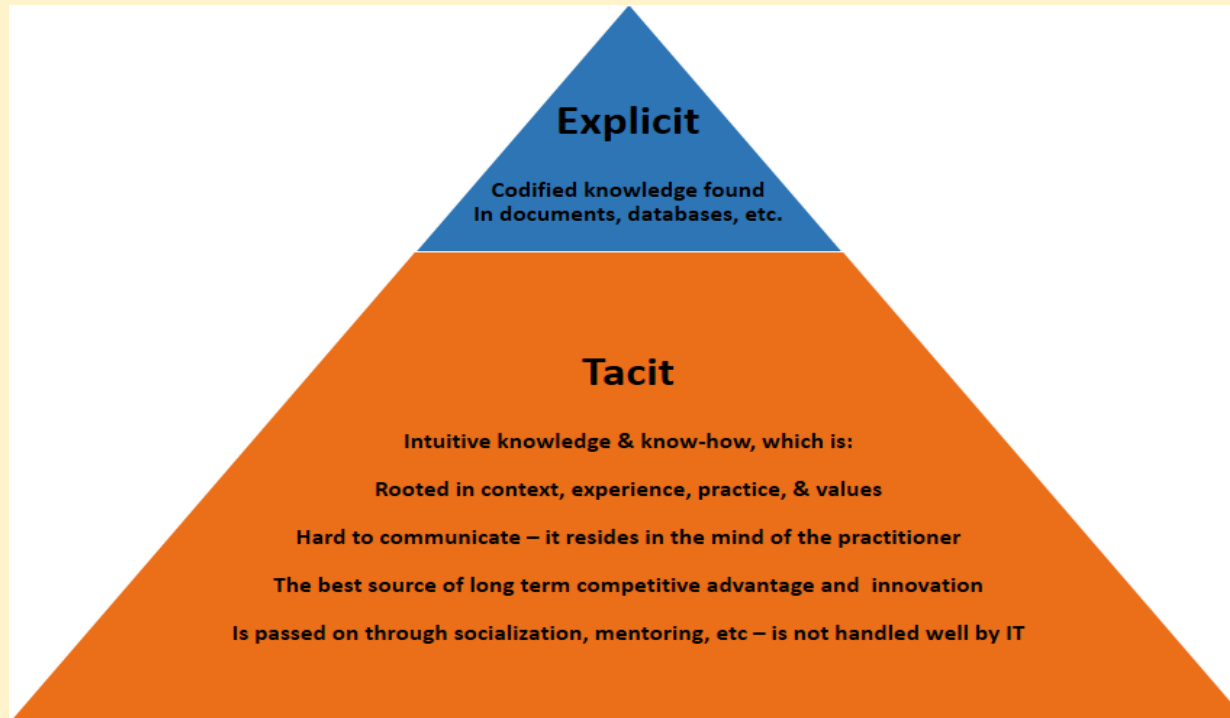 Explicit
Codified knowledge found
In documents, databases, etc.
Tacit
Intuitive knowledge & know-how, which is:
Rooted in context, experience, practice, & values
Hard to communicate – it resides in the mind of the practitioner
The best source of long term competitive advantage and  innovation
Is passed on through socialization, mentoring, etc – is not handled well by IT